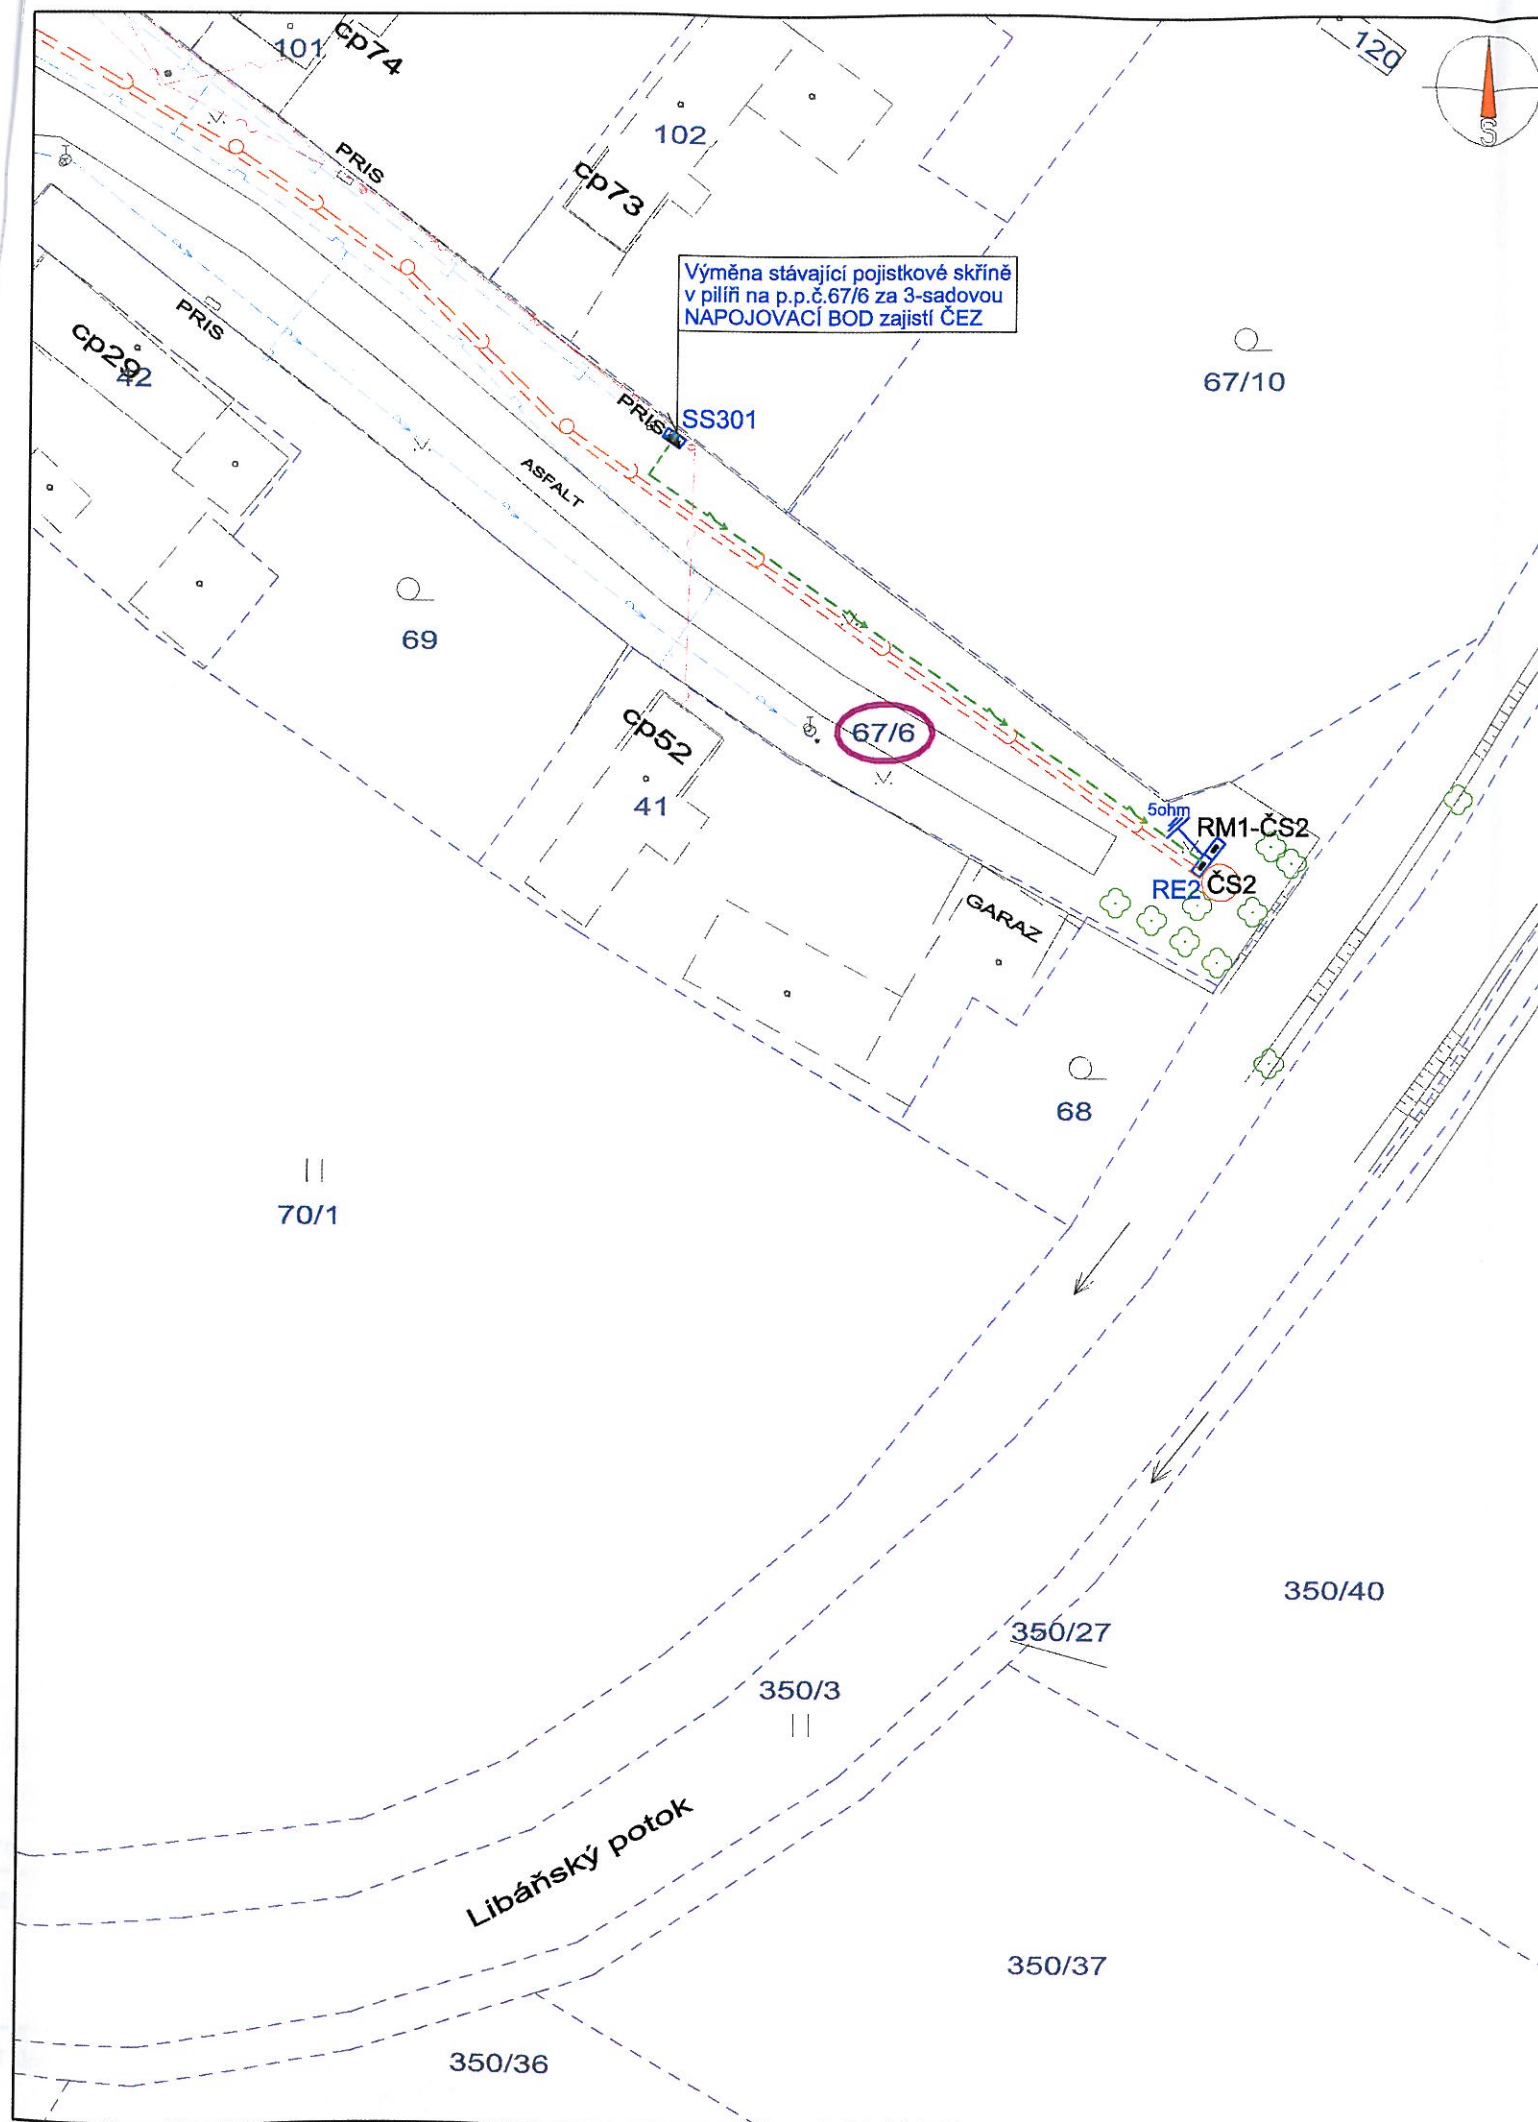 101
cp74
120
S
102
PRIS
cp73
Výměna stávající pojistkové skříně
v pilíři na p.p.č.67/6 za 3-sadovou
NAPOJOVACÍ BOD zajistí ČEZ
PRIS
cp29
42
67/10
PRIS
SS301
ASFALT
69
cp52
67/6
41
5ohm
RM1-ČS2
RE2
ČS2
GARAZ
68
70/1
350/40
350/27
350/3
Libáňský potok
350/37
350/36